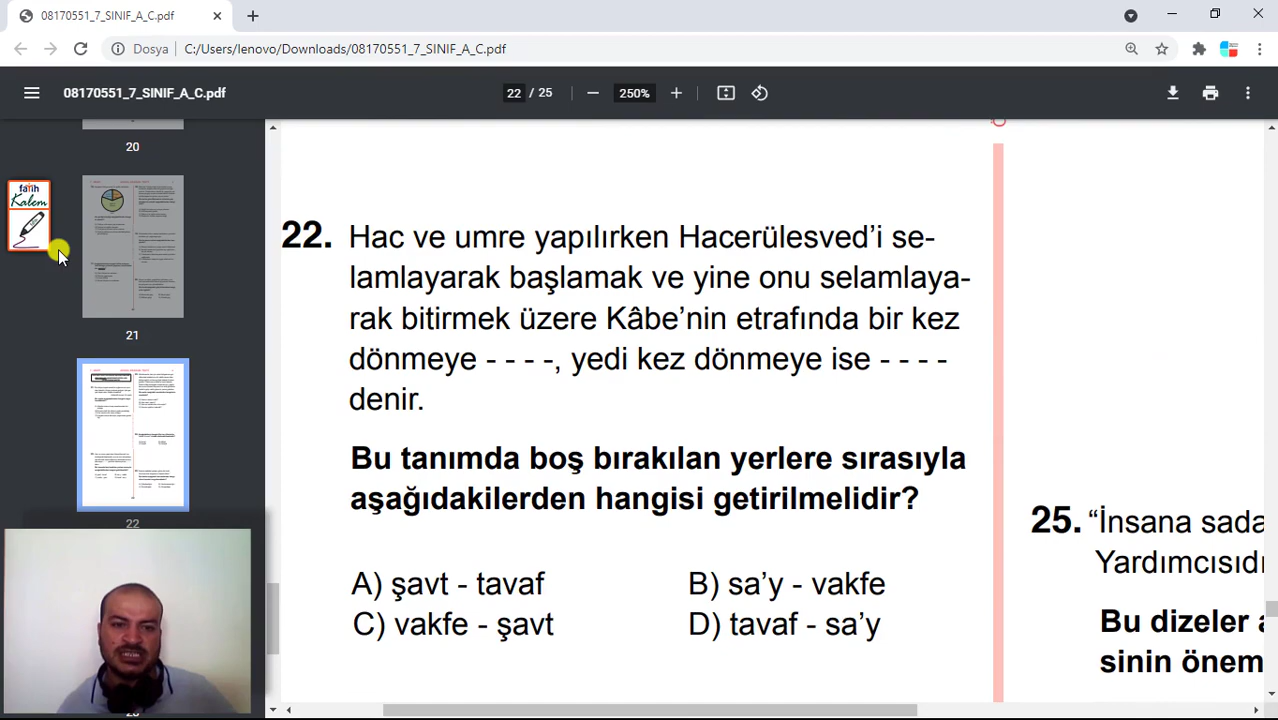 08170551_7_SINIF_A_C.pdf
Dosya
C:/Users/lenovo/Downloads/08170551_7_SINIF_A_C.pdf
08170551_7_SINIF_A_C.pdf
22 / 25
250%
20
fatih
Kalem
21
22
22. Hac ve umre yapılırken Hacerülesved’i se-
lamlayarak başlamak ve yine onu selamlaya-
rak bitirmek üzere Kâbe’nin etrafında bir kez
dönmeye - - - -, yedi kez dönmeye ise - - - -
denir.
Bu tanımda boş bırakılan yerlere sırasıyla
aşağıdakilerden hangisi getirilmelidir?
A) şavt - tavaf
B) sa’y - vakfe
C) vakfe - şavt
D) tavaf - sa’y
25. “İnsana sada
Yardımcısıdı
Bu dizeler a
sinin önem